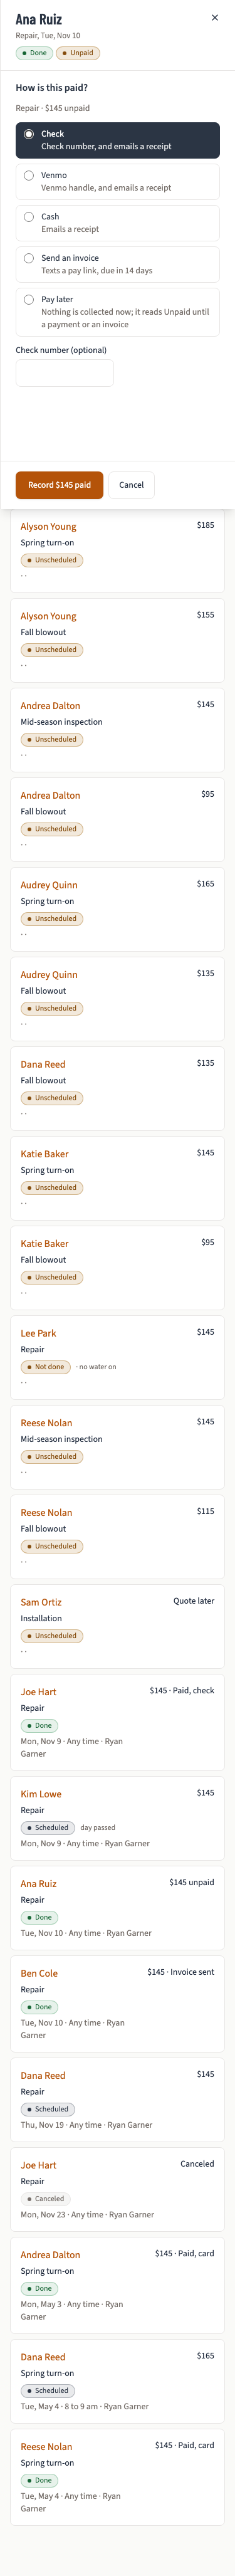 Ana Ruiz
Repair, Tue, Nov 10
Done
Unpaid
How is this paid?
Repair · $145 unpaid
Check
Check number, and emails a receipt
Venmo
Venmo handle, and emails a receipt
Cash
Emails a receipt
Send an invoice
Texts a pay link, due in 14 days
Pay later
Nothing is collected now; it reads Unpaid until
a payment or an invoice
Check number (optional)
Record $145 paid
Cancel
Alyson Young
$185
Spring turn-on
Unscheduled
· ·
Alyson Young
$155
Fall blowout
Unscheduled
· ·
Andrea Dalton
$145
Mid-season inspection
Unscheduled
· ·
Andrea Dalton
$95
Fall blowout
Unscheduled
· ·
Audrey Quinn
$165
Spring turn-on
Unscheduled
· ·
Audrey Quinn
$135
Fall blowout
Unscheduled
· ·
Dana Reed
$135
Fall blowout
Unscheduled
· ·
Katie Baker
$145
Spring turn-on
Unscheduled
· ·
Katie Baker
$95
Fall blowout
Unscheduled
· ·
Lee Park
$145
Repair
Not done · no water on
· ·
Reese Nolan
$145
Mid-season inspection
Unscheduled
· ·
Reese Nolan
$115
Fall blowout
Unscheduled
· ·
Sam Ortiz
Quote later
Installation
Unscheduled
· ·
Joe Hart
$145 · Paid, check
Repair
Done
Mon, Nov 9 · Any time · Ryan
Garner
Kim Lowe
$145
Repair
Scheduled day passed
Mon, Nov 9 · Any time · Ryan Garner
Ana Ruiz
$145 unpaid
Repair
Done
Tue, Nov 10 · Any time · Ryan Garner
Ben Cole
$145 · Invoice sent
Repair
Done
Tue, Nov 10 · Any time · Ryan
Garner
Dana Reed
$145
Repair
Scheduled
Thu, Nov 19 · Any time · Ryan Garner
Joe Hart
Canceled
Repair
Canceled
Mon, Nov 23 · Any time · Ryan Garner
Andrea Dalton
$145 · Paid, card
Spring turn-on
Done
Mon, May 3 · Any time · Ryan
Garner
Dana Reed
$165
Spring turn-on
Scheduled
Tue, May 4 · 8 to 9 am · Ryan Garner
Reese Nolan
$145 · Paid, card
Spring turn-on
Done
Tue, May 4 · Any time · Ryan
Garner